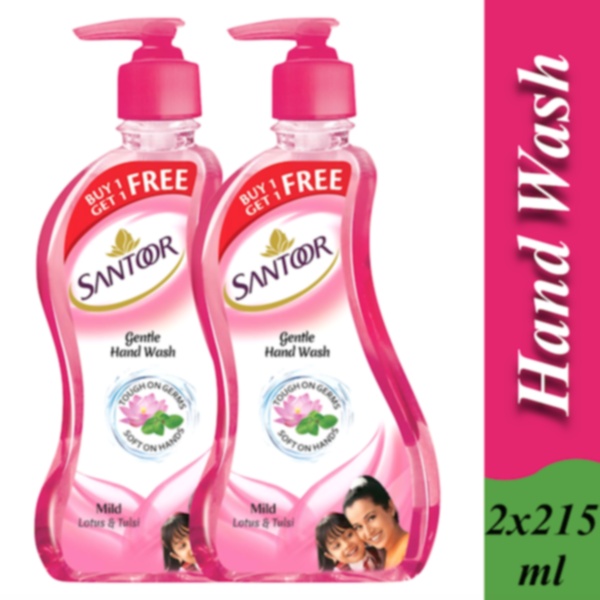 BUY 1
GET 1
FREE
SANTOOR
Gentle
Hand Wash
TOUGH ON GERMS
SOFT ON HANDS
Mild
Lotus & Tulsi
BUY 1
GET 1
FREE
SANTOOR
Gentle
Hand Wash
TOUGH ON GERMS
SOFT ON HANDS
Mild
Lotus & Tulsi
Hand Wash
2x215
ml